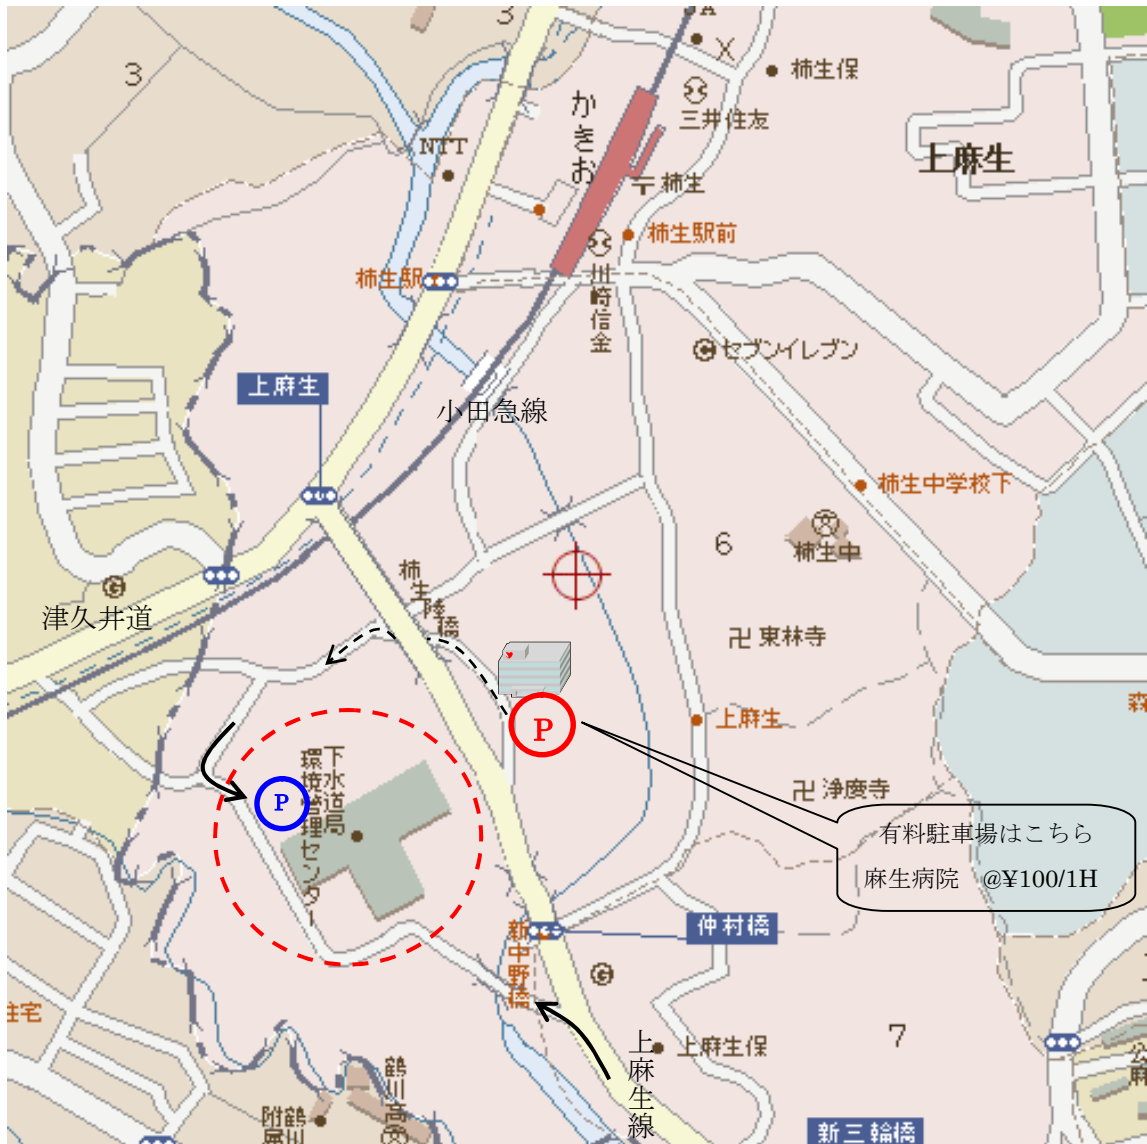 3
3
JA
柿生保
三井住友
上麻生
かきお
NTT
柿生
柿生駅前
柿生駅
川崎信金
セブンイレブン
上麻生
小田急線
柿生中学校下
6
柿生中
柿生陸橋
津久井道
東林寺
P
上麻生
浄慶寺
下水道局
環境管理センター
P
有料駐車場はこちら
麻生病院 @¥100/1H
仲村橋
新中野橋
住宅
7
上麻生線
上麻生保
鶴川高
新三輪橋
森